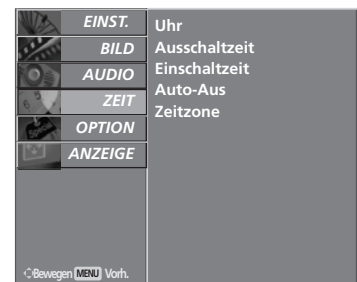 EINST.
BILD
AUDIO
ZEIT
OPTION
ANZEIGE
Uhr
Ausschaltzeit
Einschaltzeit
Auto-Aus
Zeitzone
Bewegen MENU Vorh.